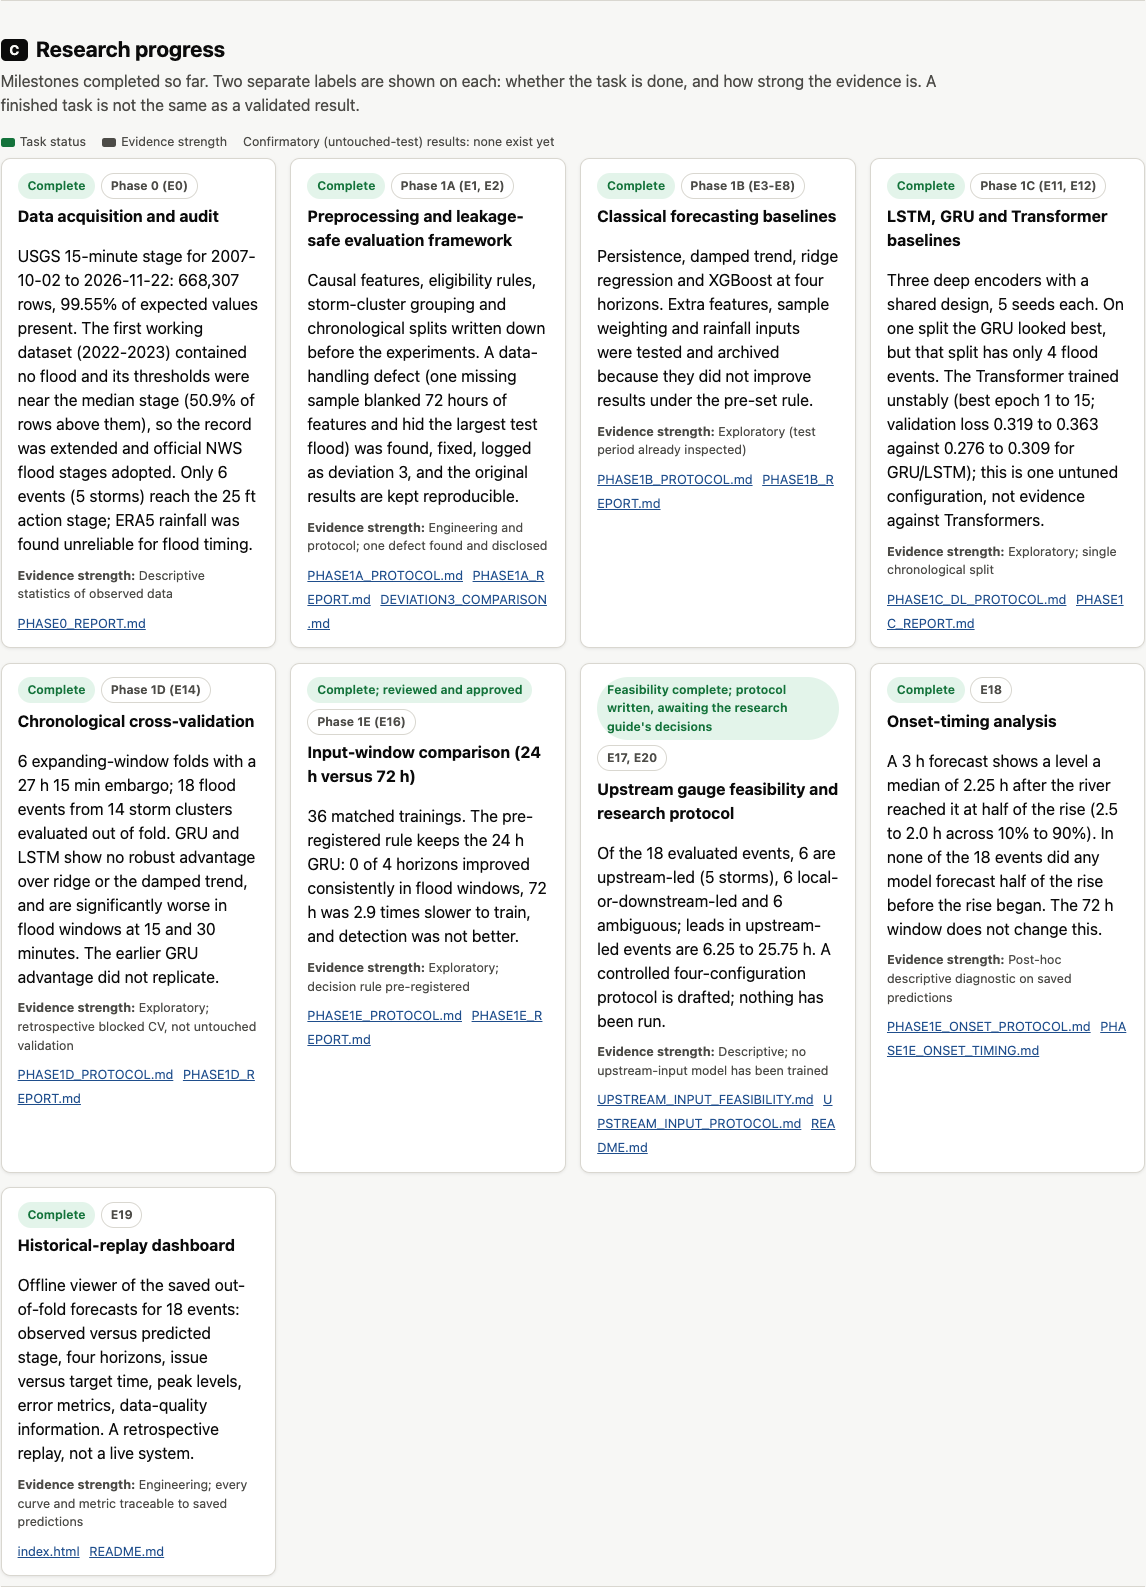 C Research progress
Milestones completed so far. Two separate labels are shown on each: whether the task is done, and how strong the evidence is. A
finished task is not the same as a validated result.
Task status Evidence strength Confirmatory (untouched-test) results: none exist yet
Complete Phase 0 (E0)
Data acquisition and audit
USGS 15-minute stage for 2007-
10-02 to 2026-11-22: 668,307
rows, 99.55% of expected values
present. The first working
dataset (2022-2023) contained
no flood and its thresholds were
near the median stage (50.9% of
rows above them), so the record
was extended and official NWS
flood stages adopted. Only 6
events (5 storms) reach the 25 ft
action stage; ERA5 rainfall was
found unreliable for flood timing.
Evidence strength: Descriptive
statistics of observed data
PHASE0_REPORT.md
Complete Phase 1A (E1, E2)
Preprocessing and leakage-
safe evaluation framework
Causal features, eligibility rules,
storm-cluster grouping and
chronological splits written down
before the experiments. A data-
handling defect (one missing
sample blanked 72 hours of
features and hid the largest test
flood) was found, fixed, logged
as deviation 3, and the original
results are kept reproducible.
Evidence strength: Engineering and
protocol; one defect found and disclosed
PHASE1A_PROTOCOL.md PHASE1A_R
EPORT.md DEVIATION3_COMPARISON
.md
Complete Phase 1B (E3-E8)
Classical forecasting baselines
Persistence, damped trend, ridge
regression and XGBoost at four
horizons. Extra features, sample
weighting and rainfall inputs
were tested and archived
because they did not improve
results under the pre-set rule.
Evidence strength: Exploratory (test
period already inspected)
PHASE1B_PROTOCOL.md PHASE1B_R
EPORT.md
Complete Phase 1C (E11, E12)
LSTM, GRU and Transformer
baselines
Three deep encoders with a
shared design, 5 seeds each. On
one split the GRU looked best,
but that split has only 4 flood
events. The Transformer trained
unstably (best epoch 1 to 15;
validation loss 0.319 to 0.363
against 0.276 to 0.309 for
GRU/LSTM); this is one untuned
configuration, not evidence
against Transformers.
Evidence strength: Exploratory; single
chronological split
PHASE1C_DL_PROTOCOL.md PHASE1
C_REPORT.md
Complete Phase 1D (E14)
Chronological cross-validation
6 expanding-window folds with a
27 h 15 min embargo; 18 flood
events from 14 storm clusters
evaluated out of fold. GRU and
LSTM show no robust advantage
over ridge or the damped trend,
and are significantly worse in
flood windows at 15 and 30
minutes. The earlier GRU
advantage did not replicate.
Evidence strength: Exploratory;
retrospective blocked CV, not untouched
validation
PHASE1D_PROTOCOL.md PHASE1D_R
EPORT.md
Complete; reviewed and approved
Phase 1E (E16)
Input-window comparison (24
h versus 72 h)
36 matched trainings. The pre-
registered rule keeps the 24 h
GRU: 0 of 4 horizons improved
consistently in flood windows, 72
h was 2.9 times slower to train,
and detection was not better.
Evidence strength: Exploratory;
decision rule pre-registered
PHASE1E_PROTOCOL.md PHASE1E_R
EPORT.md
Feasibility complete; protocol
written, awaiting the research
guide's decisions
E17, E20
Upstream gauge feasibility and
research protocol
Of the 18 evaluated events, 6 are
upstream-led (5 storms), 6 local-
or-downstream-led and 6
ambiguous; leads in upstream-
led events are 6.25 to 25.75 h. A
controlled four-configuration
protocol is drafted; nothing has
been run.
Evidence strength: Descriptive; no
upstream-input model has been trained
UPSTREAM_INPUT_FEASIBILITY.md U
PSTREAM_INPUT_PROTOCOL.md REA
DME.md
Complete E18
Onset-timing analysis
A 3 h forecast shows a level a
median of 2.25 h after the river
reached it at half of the rise (2.5
to 2.0 h across 10% to 90%). In
none of the 18 events did any
model forecast half of the rise
before the rise began. The 72 h
window does not change this.
Evidence strength: Post-hoc
descriptive diagnostic on saved
predictions
PHASE1E_ONSET_PROTOCOL.md PHA
SE1E_ONSET_TIMING.md
Complete E19
Historical-replay dashboard
Offline viewer of the saved out-
of-fold forecasts for 18 events:
observed versus predicted
stage, four horizons, issue
versus target time, peak levels,
error metrics, data-quality
information. A retrospective
replay, not a live system.
Evidence strength: Engineering; every
curve and metric traceable to saved
predictions
index.html README.md